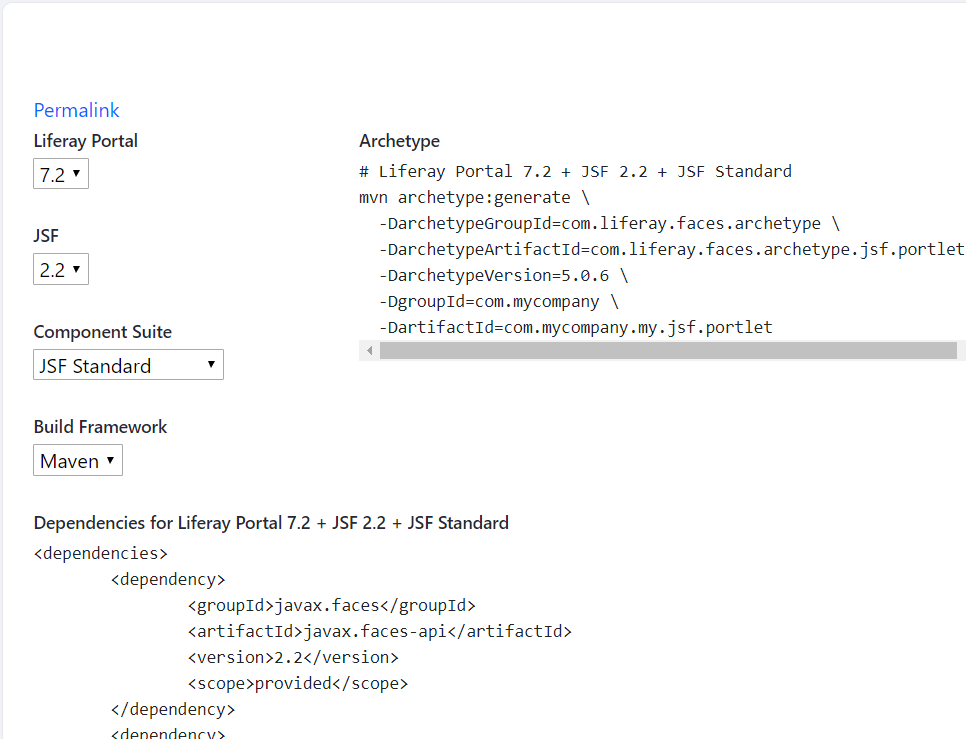 Permalink
Liferay Portal
7.2
JSF
2.2
Component Suite
JSF Standard
Build Framework
Maven
Archetype
# Liferay Portal 7.2 + JSF 2.2 + JSF Standard
mvn archetype:generate \
-DarchetypeGroupId=com.liferay.faces.archetype \
-DarchetypeArtifactId=com.liferay.faces.archetype.jsf.portlet
-DarchetypeVersion=5.0.6 \
-DgroupId=com.mycompany \
-DartifactId=com.mycompany.my.jsf.portlet
Dependencies for Liferay Portal 7.2 + JSF 2.2 + JSF Standard
<dependencies>
<dependency>
<groupId>javax.faces</groupId>
<artifactId>javax.faces-api</artifactId>
<version>2.2</version>
<scope>provided</scope>
</dependency>
<dependency>